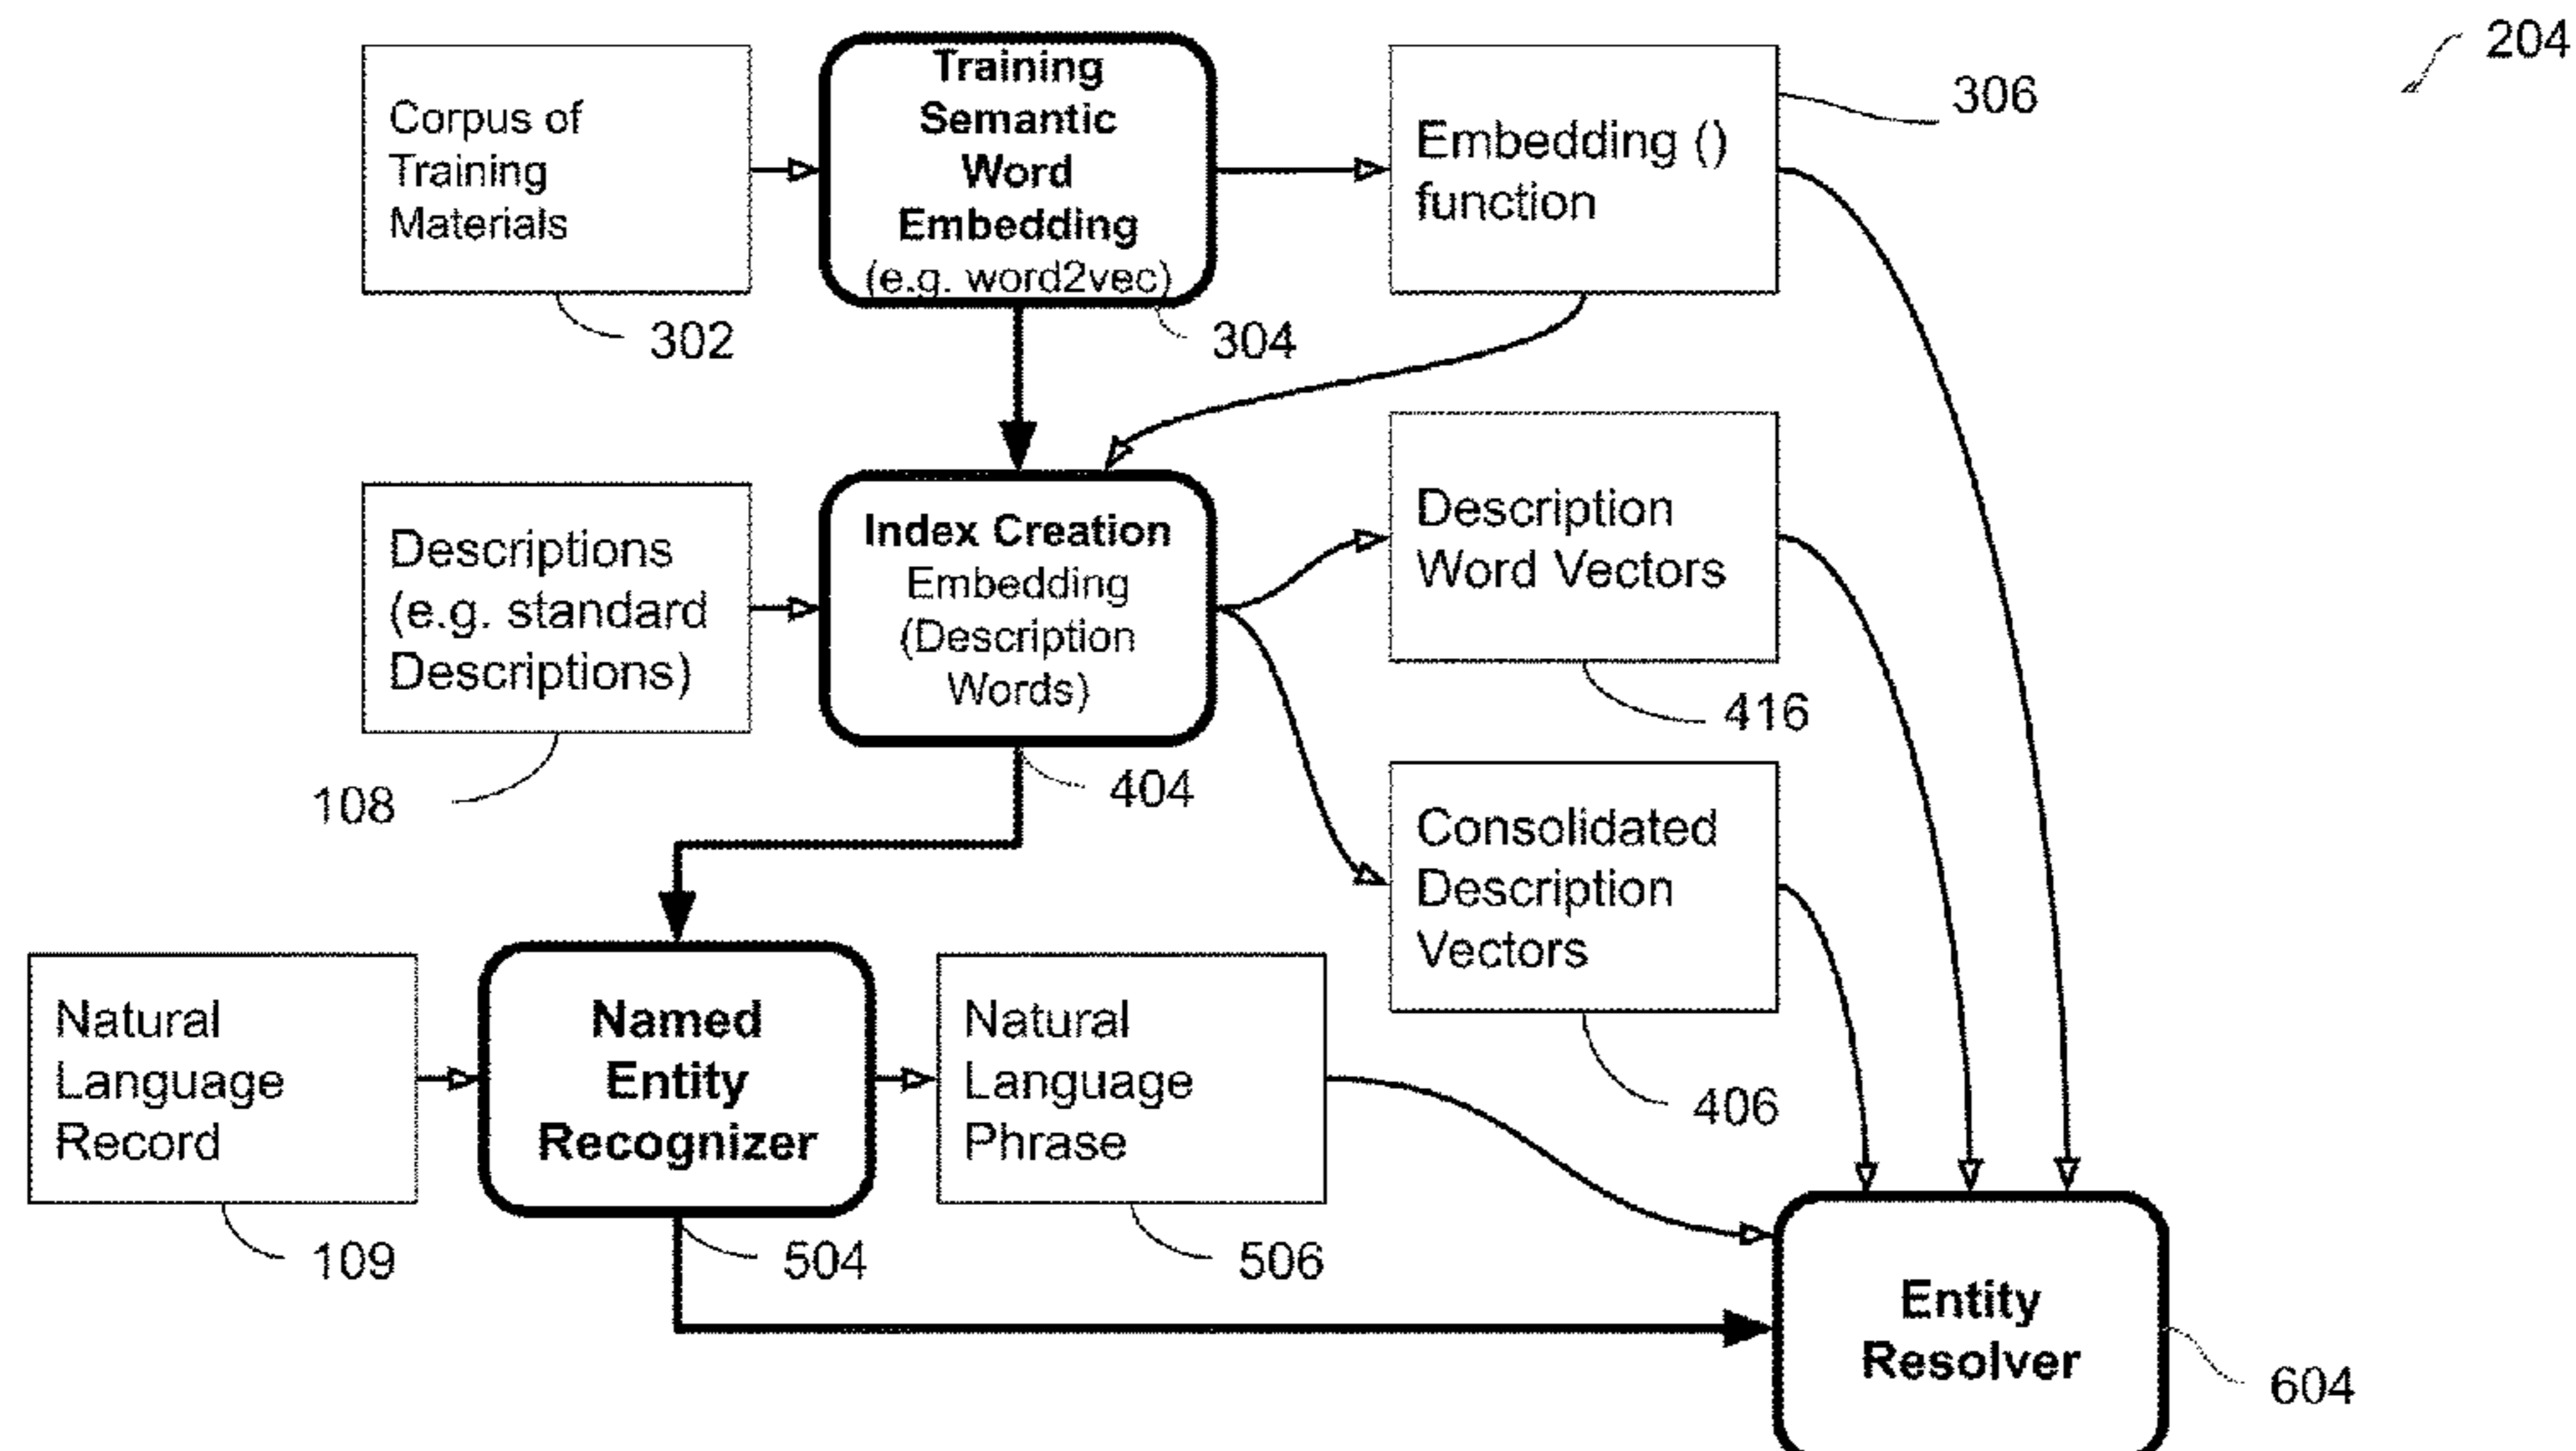 204
Corpus of
Training
Materials
302
Training
Semantic
Word
Embedding
(e.g. word2vec)
304
Embedding ()
function
306
Descriptions
(e.g. standard
Descriptions)
108
Index Creation
Embedding
(Description
Words)
404
Description
Word Vectors
416
Consolidated
Description
Vectors
406
Natural
Language
Record
109
Named
Entity
Recognizer
504
Natural
Language
Phrase
506
Entity
Resolver
604